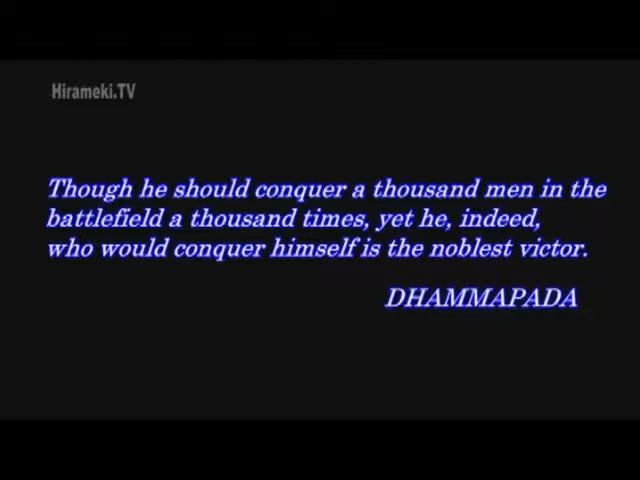 Hirameki.TV
Though he should conquer a thousand men in the
battlefield a thousand times, yet he, indeed,
who would conquer himself is the noblest victor.
DHAMMAPADA